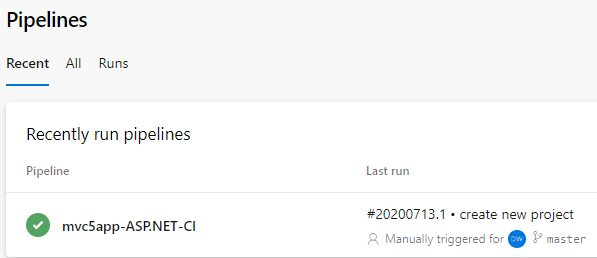 Pipelines
Recent All Runs
Recently run pipelines
Pipeline Last run
mvc5app-ASP.NET-CI
#20200713.1 • create new project
Manually triggered for DW master